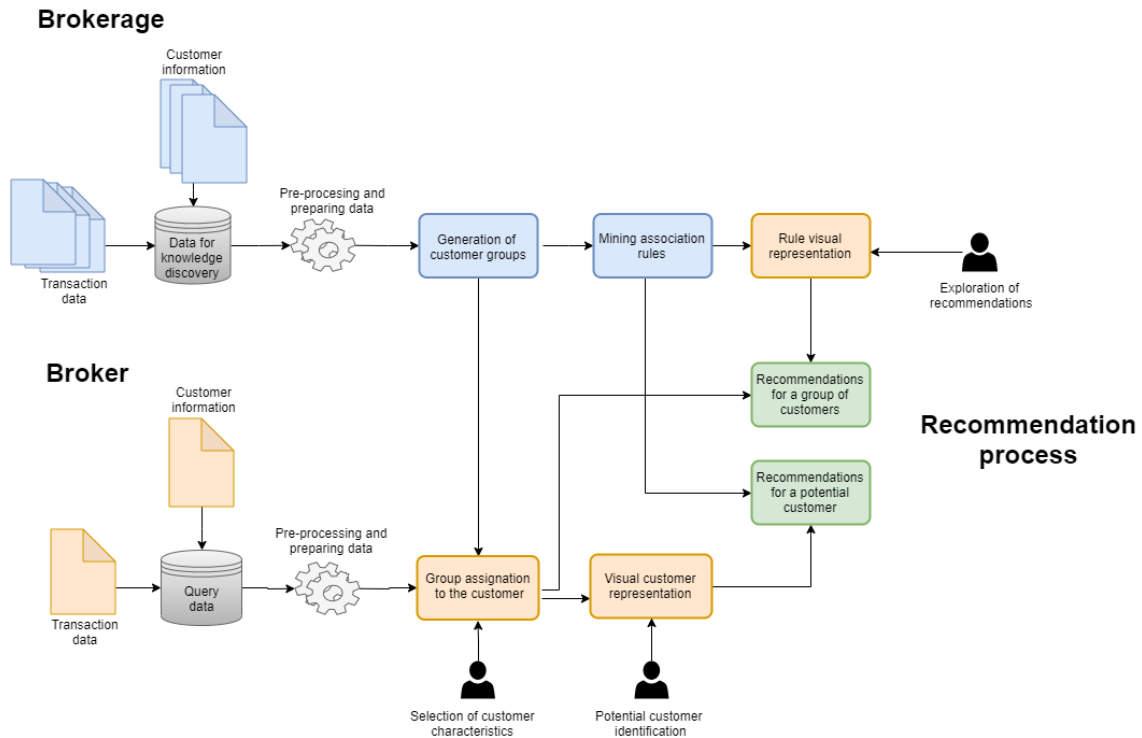 Brokerage
Customer
information
Transaction
data
Data for
knowledge
discovery
Pre-procesing and
preparing data
Generation of
customer groups
Mining association
rules
Rule visual
representation
Exploration of
recommendations
Broker
Customer
information
Transaction
data
Query
data
Pre-processing and
preparing data
Group assignation
to the customer
Visual customer
representation
Recommendations
for a group of
customers
Recommendations
for a potential
customer
Recommendation
process
Selection of customer
characteristics
Potential customer
identification